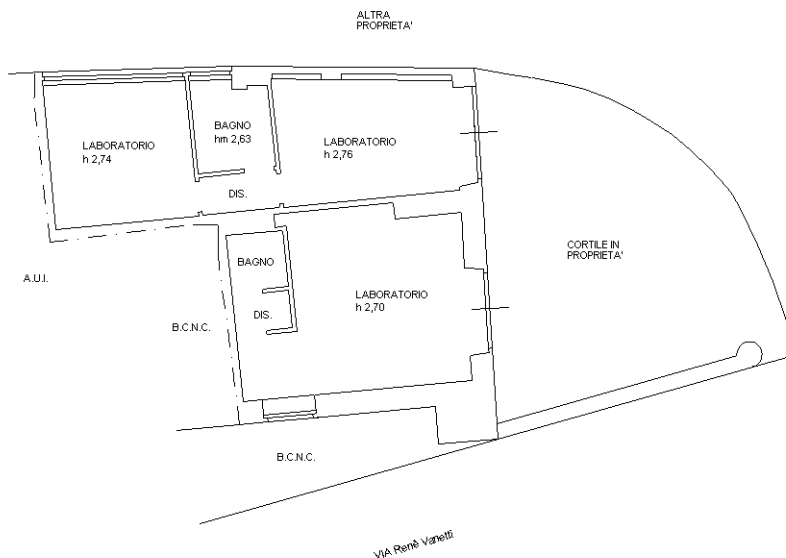 ALTRA
PROPRIETA'
BAGNO
hm 2,63
LABORATORIO
h 2,74
LABORATORIO
h 2,76
DIS.
CORTILE IN
PROPRIETA'
BAGNO
A.U.I.
LABORATORIO
h 2,70
DIS.
B.C.N.C.
B.C.N.C.
VIA Renè Vanetti